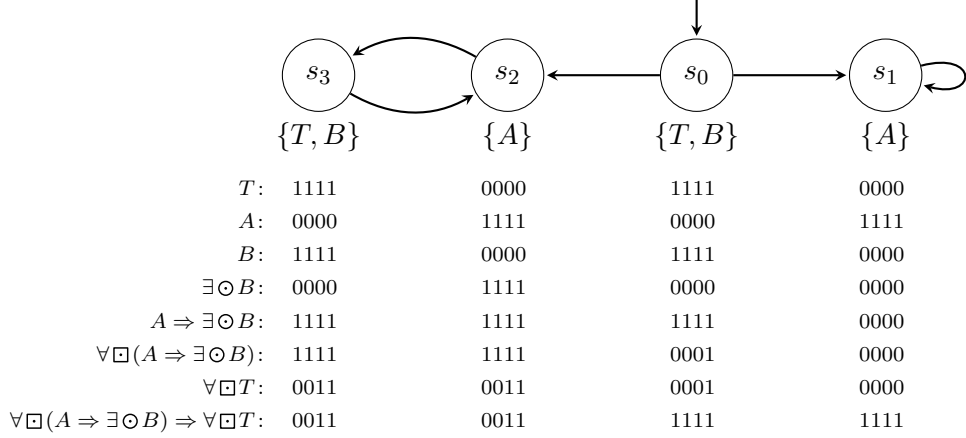 s₃ s₂ s₀ s₁
{T, B} {A} {T, B} {A}
T: 1111 0000 1111 0000
A: 0000 1111 0000 1111
B: 1111 0000 1111 0000
∃⊙B: 0000 1111 0000 0000
A ⇒ ∃⊙B: 1111 1111 1111 0000
∀⊡(A ⇒ ∃⊙B): 1111 1111 0001 0000
∀⊡T: 0011 0011 0001 0000
∀⊡(A ⇒ ∃⊙B) ⇒ ∀⊡T: 0011 0011 1111 1111